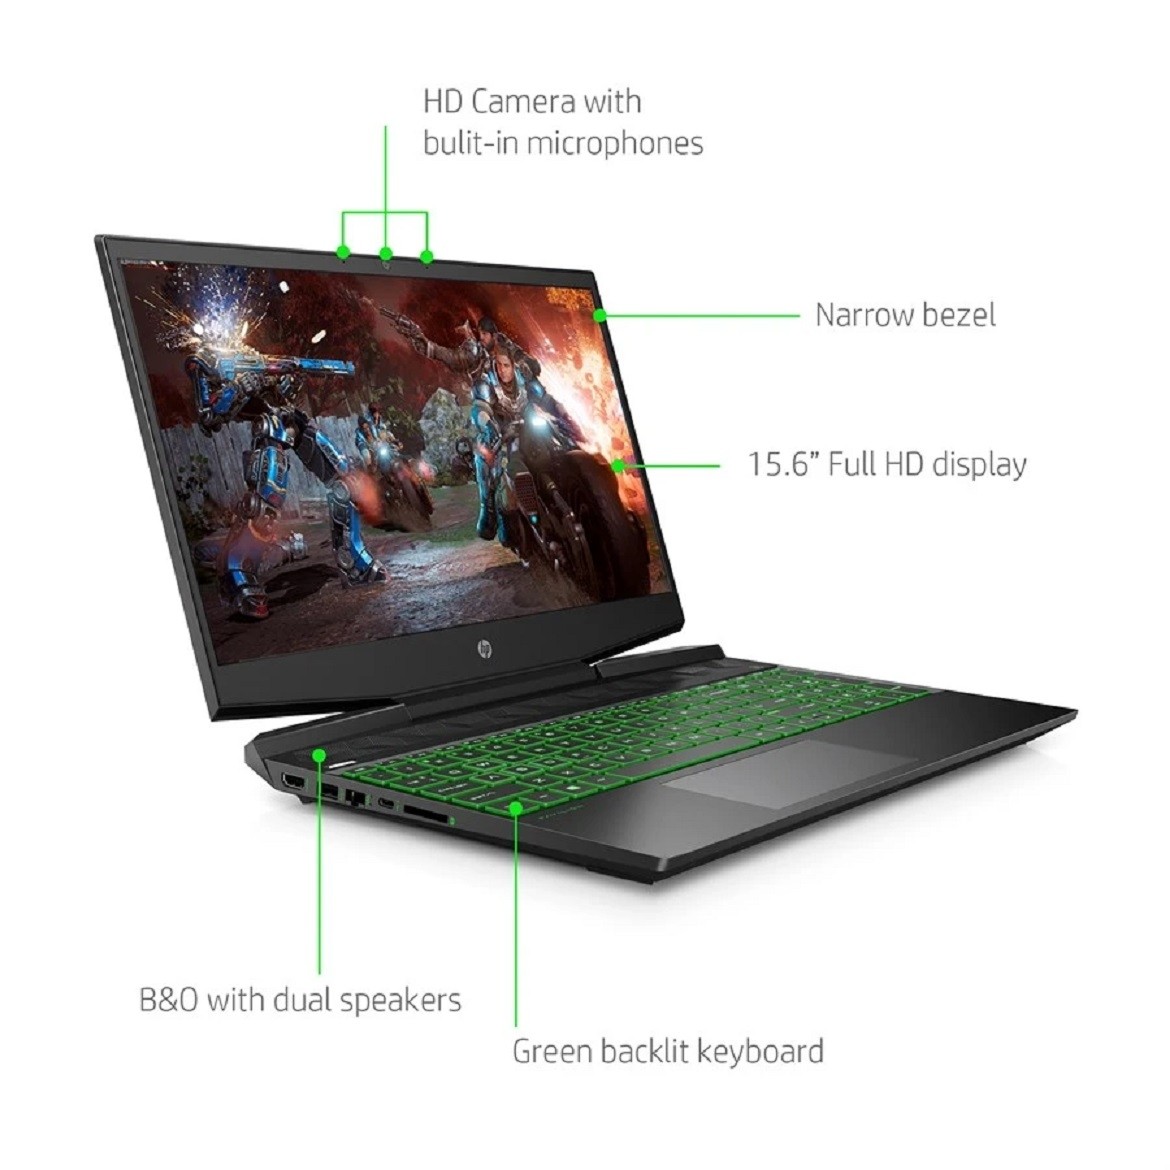 HD Camera with
bulit-in microphones
Narrow bezel
15.6” Full HD display
hp
B&O with dual speakers
Green backlit keyboard